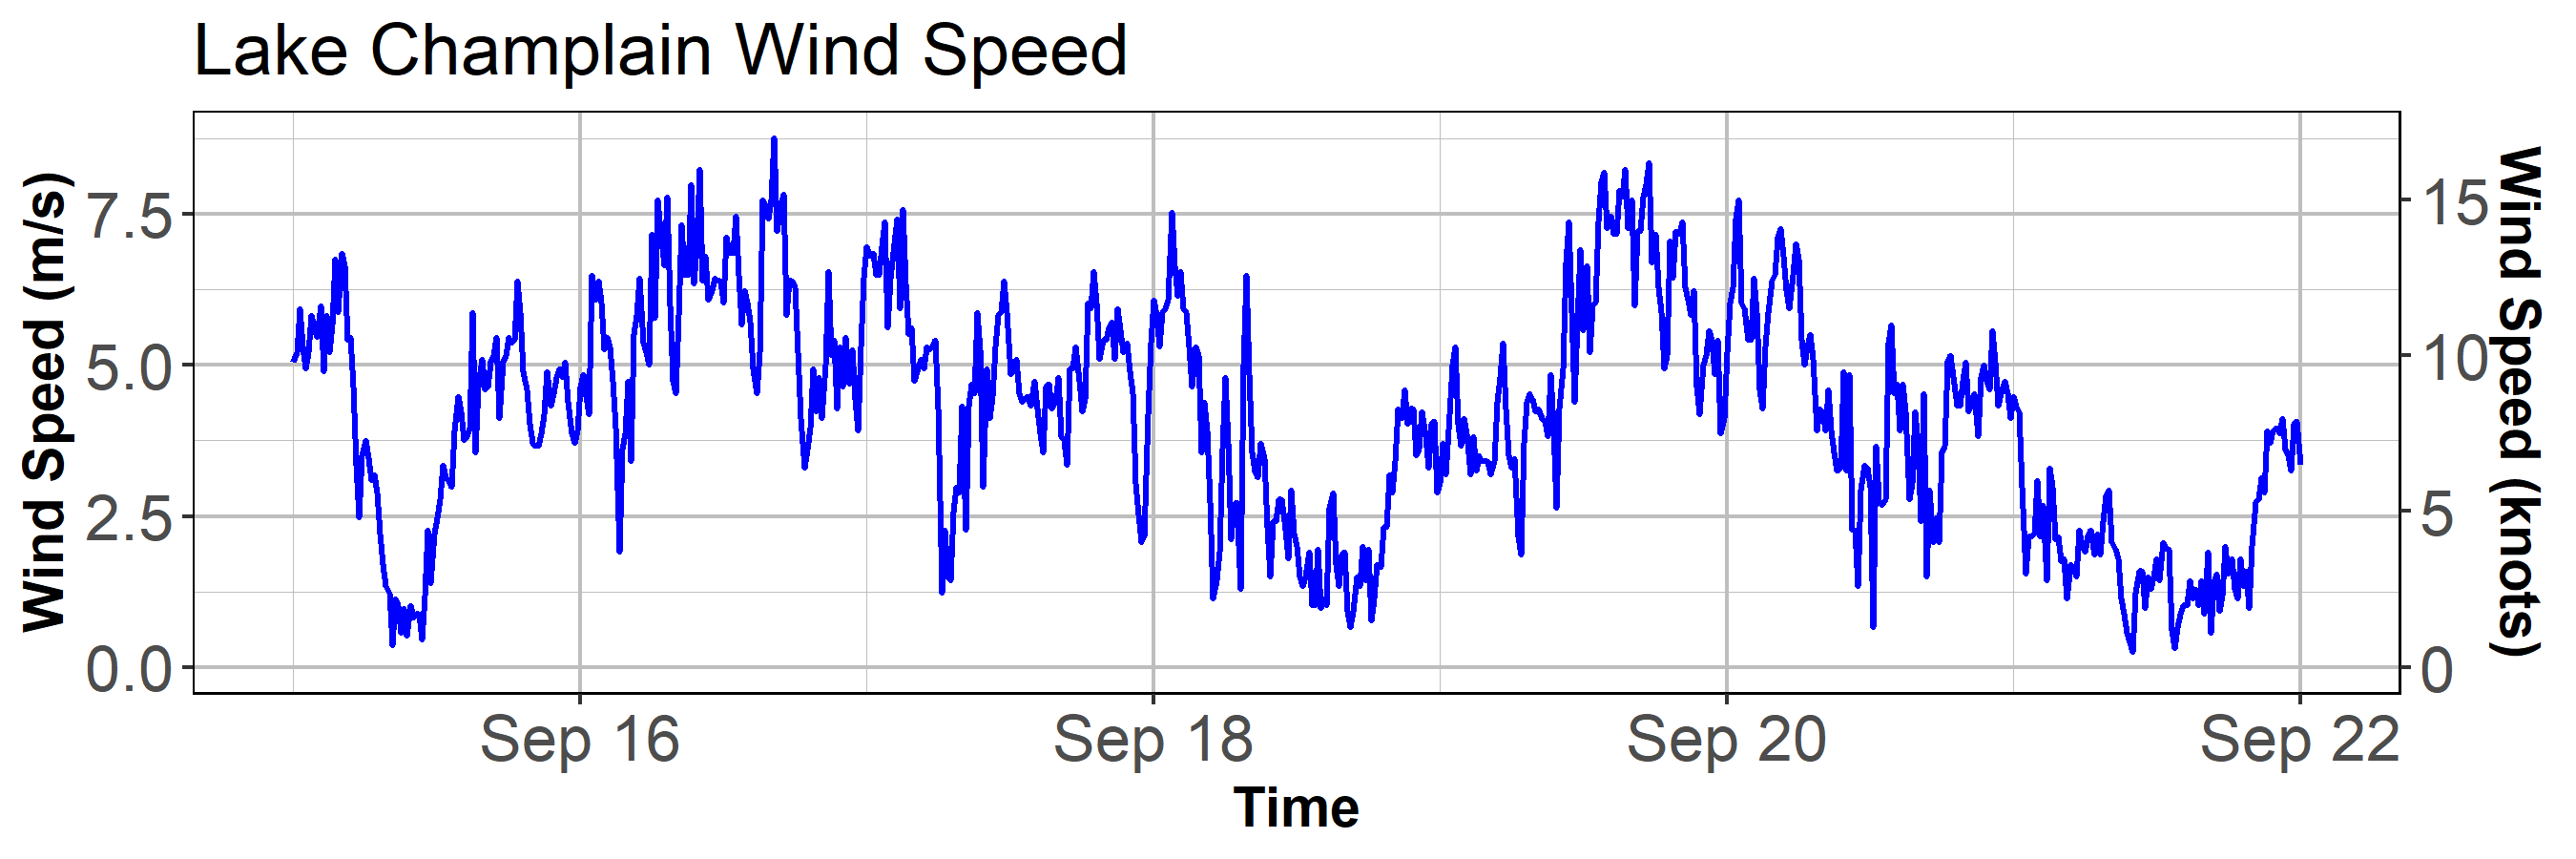 Lake Champlain Wind Speed
Wind Speed (m/s)
7.5
5.0
2.5
0.0
15
10
5
0
Wind Speed (knots)
Sep 16
Sep 18
Sep 20
Sep 22
Time